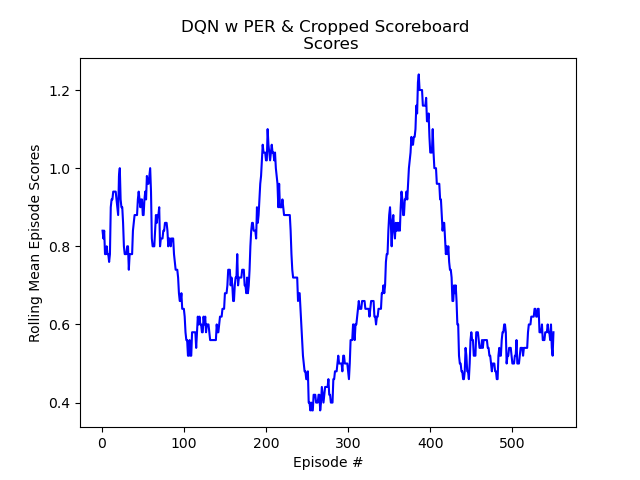 DQN w PER & Cropped Scoreboard
Scores
Rolling Mean Episode Scores
1.2
1.0
0.8
0.6
0.4
0 100 200 300 400 500
Episode #